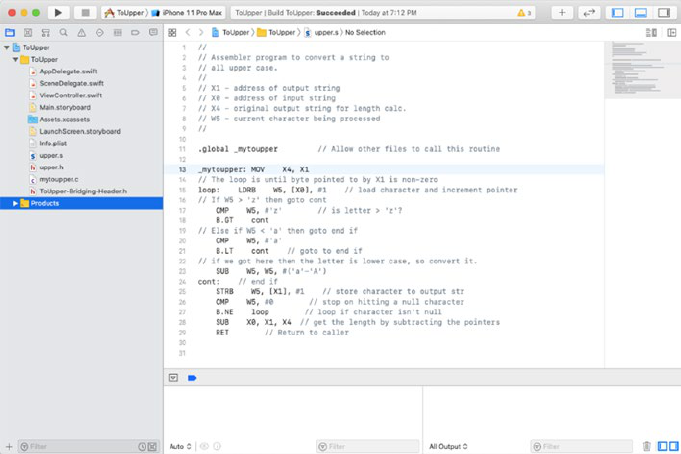 ToUpper
iPhone 11 Pro Max
ToUpper | Build ToUpper: Succeeded | Today at 7:12 PM
3
ToUpper
ToUpper
AppDelegate.swift
SceneDelegate.swift
ViewController.swift
Main.storyboard
Assets.xcassets
LaunchScreen.storyboard
Info.plist
upper.s
upper.h
mytoupper.c
ToUpper-Bridging-Header.h
Products
Filter
ToUpper > ToUpper > upper.s > No Selection
1 //
2 // Assembler program to convert a string to
3 // all upper case.
4 //
5 // X1 - address of output string
6 // X0 - address of input string
7 // X4 - original output string for length calc.
8 // W5 - current character being processed
9 //
10
11 .global _mytoupper // Allow other files to call this routine
12
13 _mytoupper: MOV X4, X1
14 // The loop is until byte pointed to by X1 is non-zero
15 loop: LDRB W5, [X0], #1 // load character and increment pointer
16 // If W5 > 'z' then goto cont
17 CMP W5, #'z' // is letter > 'z'?
18 B.GT cont
19 // Else if W5 < 'a' then goto end if
20 CMP W5, #'a'
21 B.LT cont // goto to end if
22 // if we got here then the letter is lower case, so convert it.
23 SUB W5, W5, #('a'-'A')
24 cont: // end if
25 STRB W5, [X1], #1 // store character to output str
26 CMP W5, #0 // stop on hitting a null character
27 B.NE loop // loop if character isn't null
28 SUB X0, X1, X4 // get the length by subtracting the pointers
29 RET // Return to caller
30
31
Auto
Filter
All Output
Filter